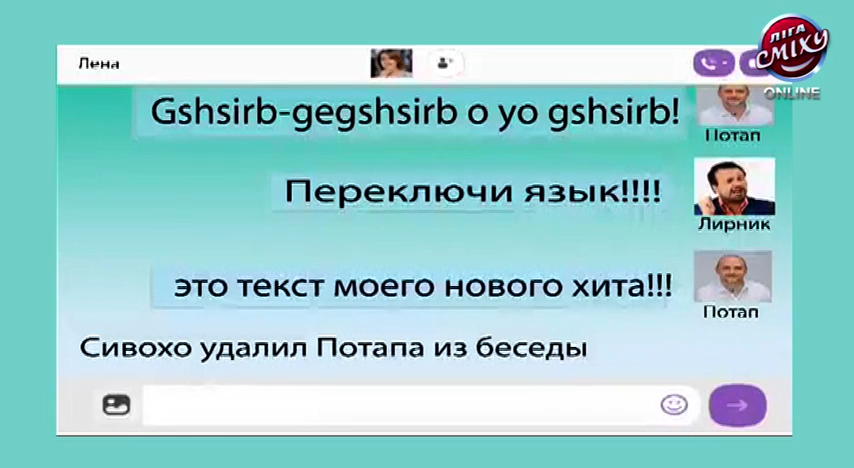 ЛІГА
СМІХУ
ONLINE
Лена
Gshsirb-gegshsirb o yo gshsirb!
Потап
Переключи язык!!!!
Лирник
это текст моего нового хита!!!
Потап
Сивохо удалил Потапа из беседы